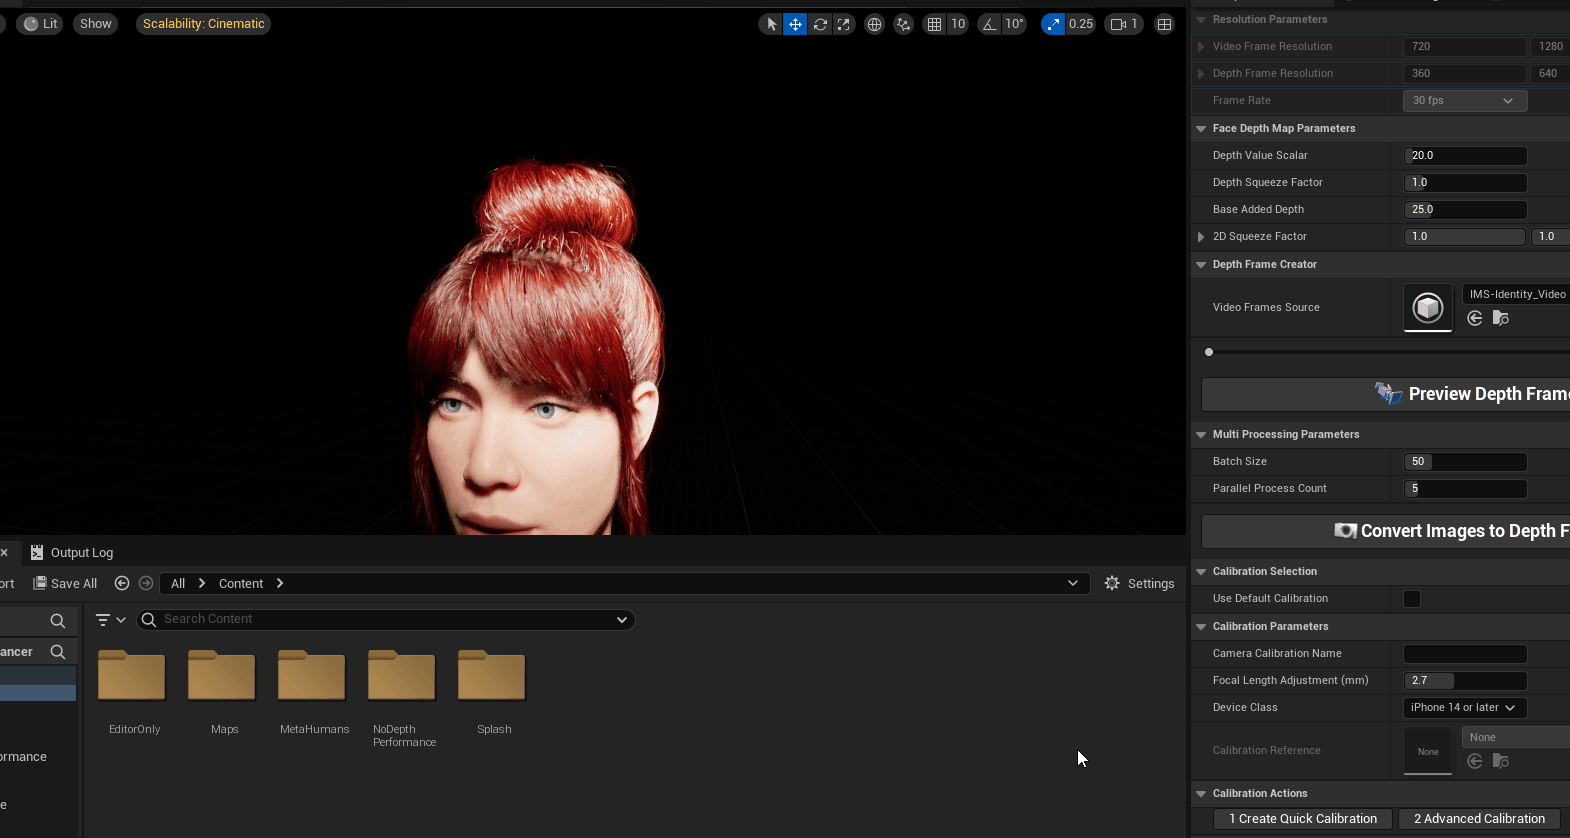 Lit
Show
Scalability: Cinematic
10
10°
0.25
1
Resolution Parameters
Video Frame Resolution
720
1280
Depth Frame Resolution
360
640
Frame Rate
30 fps
Face Depth Map Parameters
Depth Value Scalar
20.0
Depth Squeeze Factor
1.0
Base Added Depth
25.0
2D Squeeze Factor
1.0
1.0
Depth Frame Creator
Video Frames Source
IMS-Identity_Video
Preview Depth Fram
Multi Processing Parameters
Batch Size
50
Parallel Process Count
5
Convert Images to Depth F
Calibration Selection
Use Default Calibration
Calibration Parameters
Camera Calibration Name
Focal Length Adjustment (mm)
2.7
Device Class
iPhone 14 or later
Calibration Reference
None
None
Calibration Actions
1 Create Quick Calibration
2 Advanced Calibration
Output Log
ort
Save All
All
Content
Settings
Search Content
ancer
ormance
e
EditorOnly
Maps
MetaHumans
NoDepth
Performance
Splash